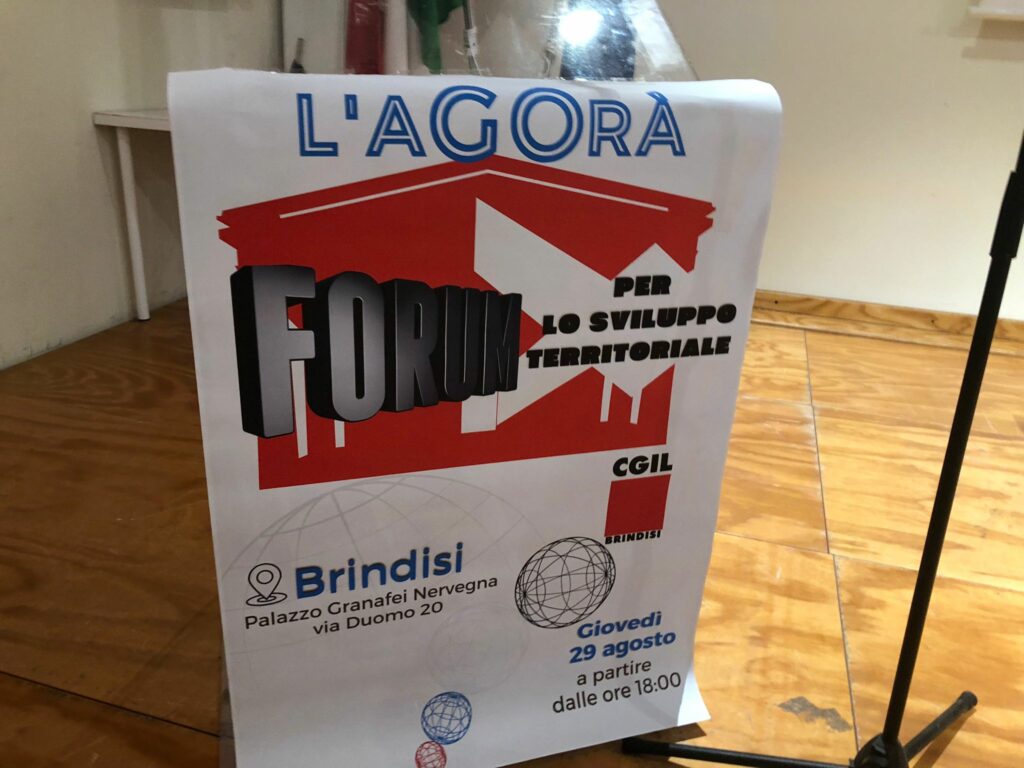 L'AGORÀ
FORUM
PER
LO SVILUPPO
TERRITORIALE
CGIL
BRINDISI
Brindisi
Palazzo Granafei Nervegna
via Duomo 20
Giovedì
29 agosto
a partire
dalle ore 18:00